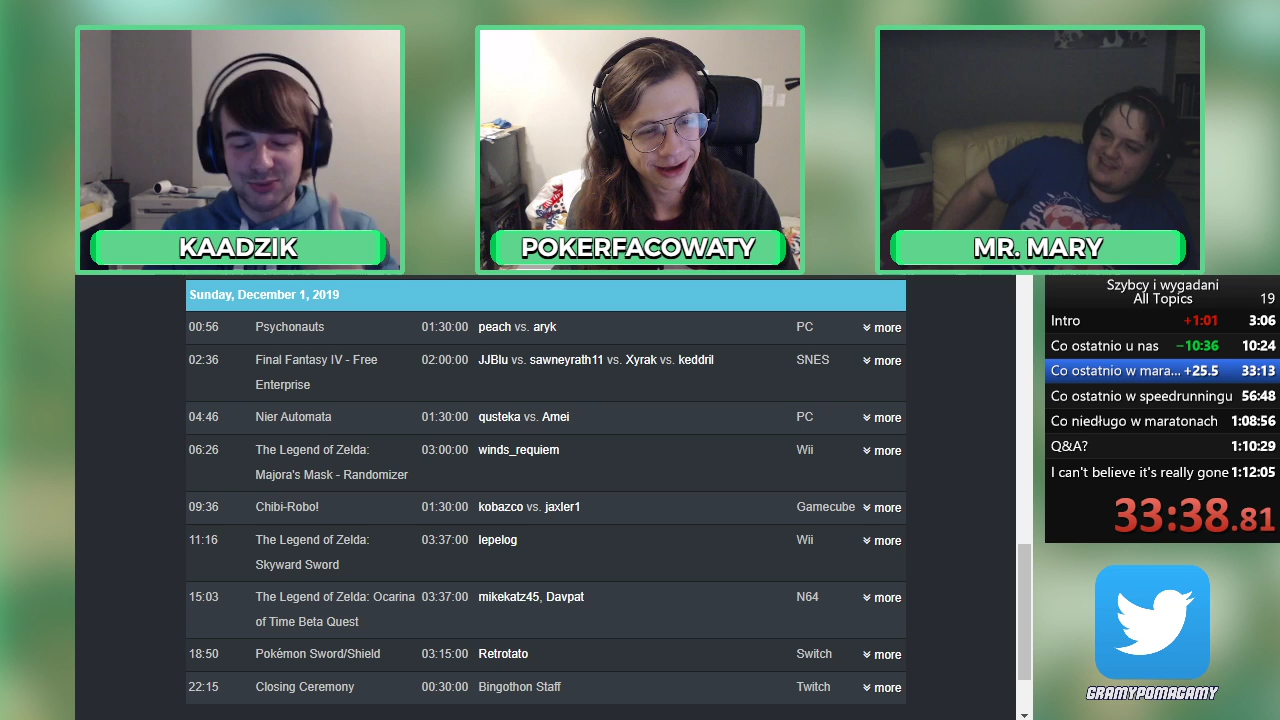 KAADZIK
POKERFACOWATY
MR. MARY
Sunday, December 1, 2019
00:56 Psychonauts 01:30:00 peach vs. aryk PC more
02:36 Final Fantasy IV - Free 02:00:00 JJBlu vs. sawneyrath11 vs. Xyrak vs. keddril SNES more
Enterprise
04:46 Nier Automata 01:30:00 qusteka vs. Amei PC more
06:26 The Legend of Zelda: 03:00:00 winds_requiem Wii more
Majora's Mask - Randomizer
09:36 Chibi-Robo! 01:30:00 kobazco vs. jaxler1 Gamecube more
11:16 The Legend of Zelda: 03:37:00 lepelog Wii more
Skyward Sword
15:03 The Legend of Zelda: Ocarina 03:37:00 mikekatz45, Davpat N64 more
of Time Beta Quest
18:50 Pokémon Sword/Shield 03:15:00 Retrotato Switch more
22:15 Closing Ceremony 00:30:00 Bingothon Staff Twitch more
Szybcy i wygadani
All Topics 19
Intro +1:01 3:06
Co ostatnio u nas −10:36 10:24
Co ostatnio w mara... +25.5 33:13
Co ostatnio w speedrunningu 56:48
Co niedługo w maratonach 1:08:56
Q&A? 1:10:29
I can't believe it's really gone 1:12:05
33:38.81
GRAMYPOMAGAMY